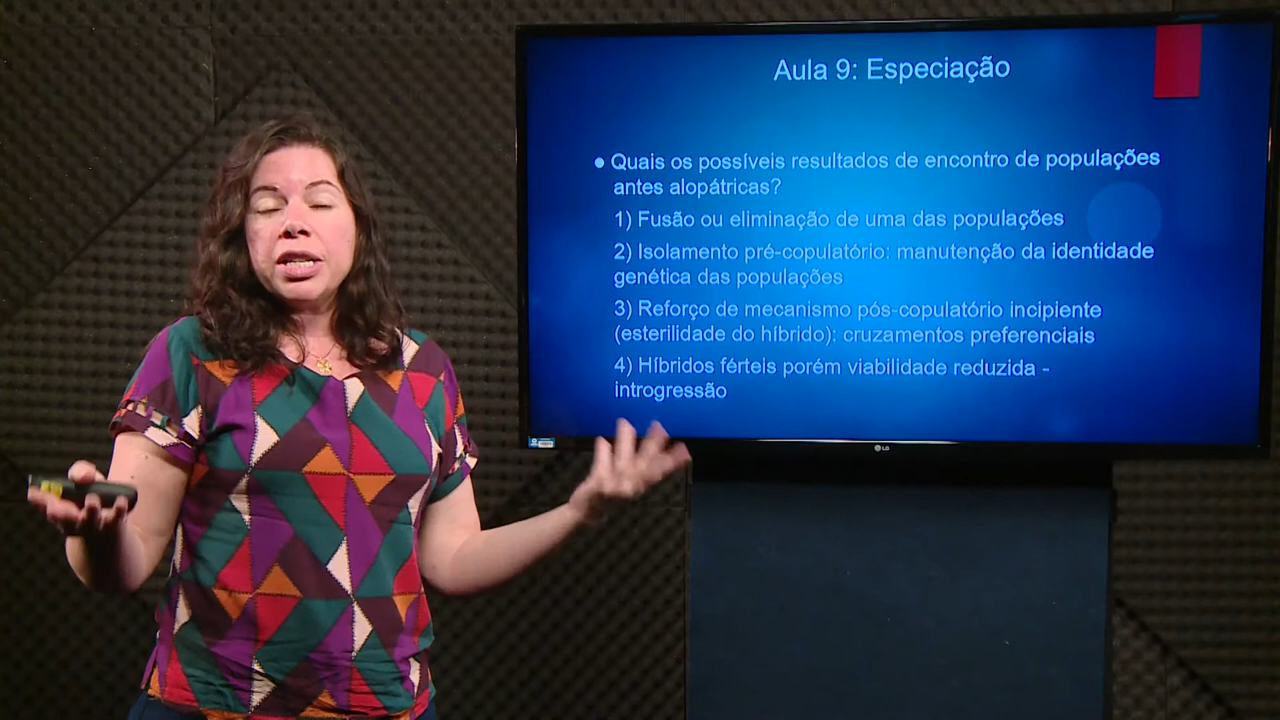 Aula 9: Especiação
● Quais os possíveis resultados de encontro de populações
antes alopátricas?
1) Fusão ou eliminação de uma das populações
2) Isolamento pré-copulatório: manutenção da identidade
genética das populações
3) Reforço de mecanismo pós-copulatório incipiente
(esterilidade do híbrido): cruzamentos preferenciais
4) Híbridos férteis porém viabilidade reduzida -
introgressão
LG